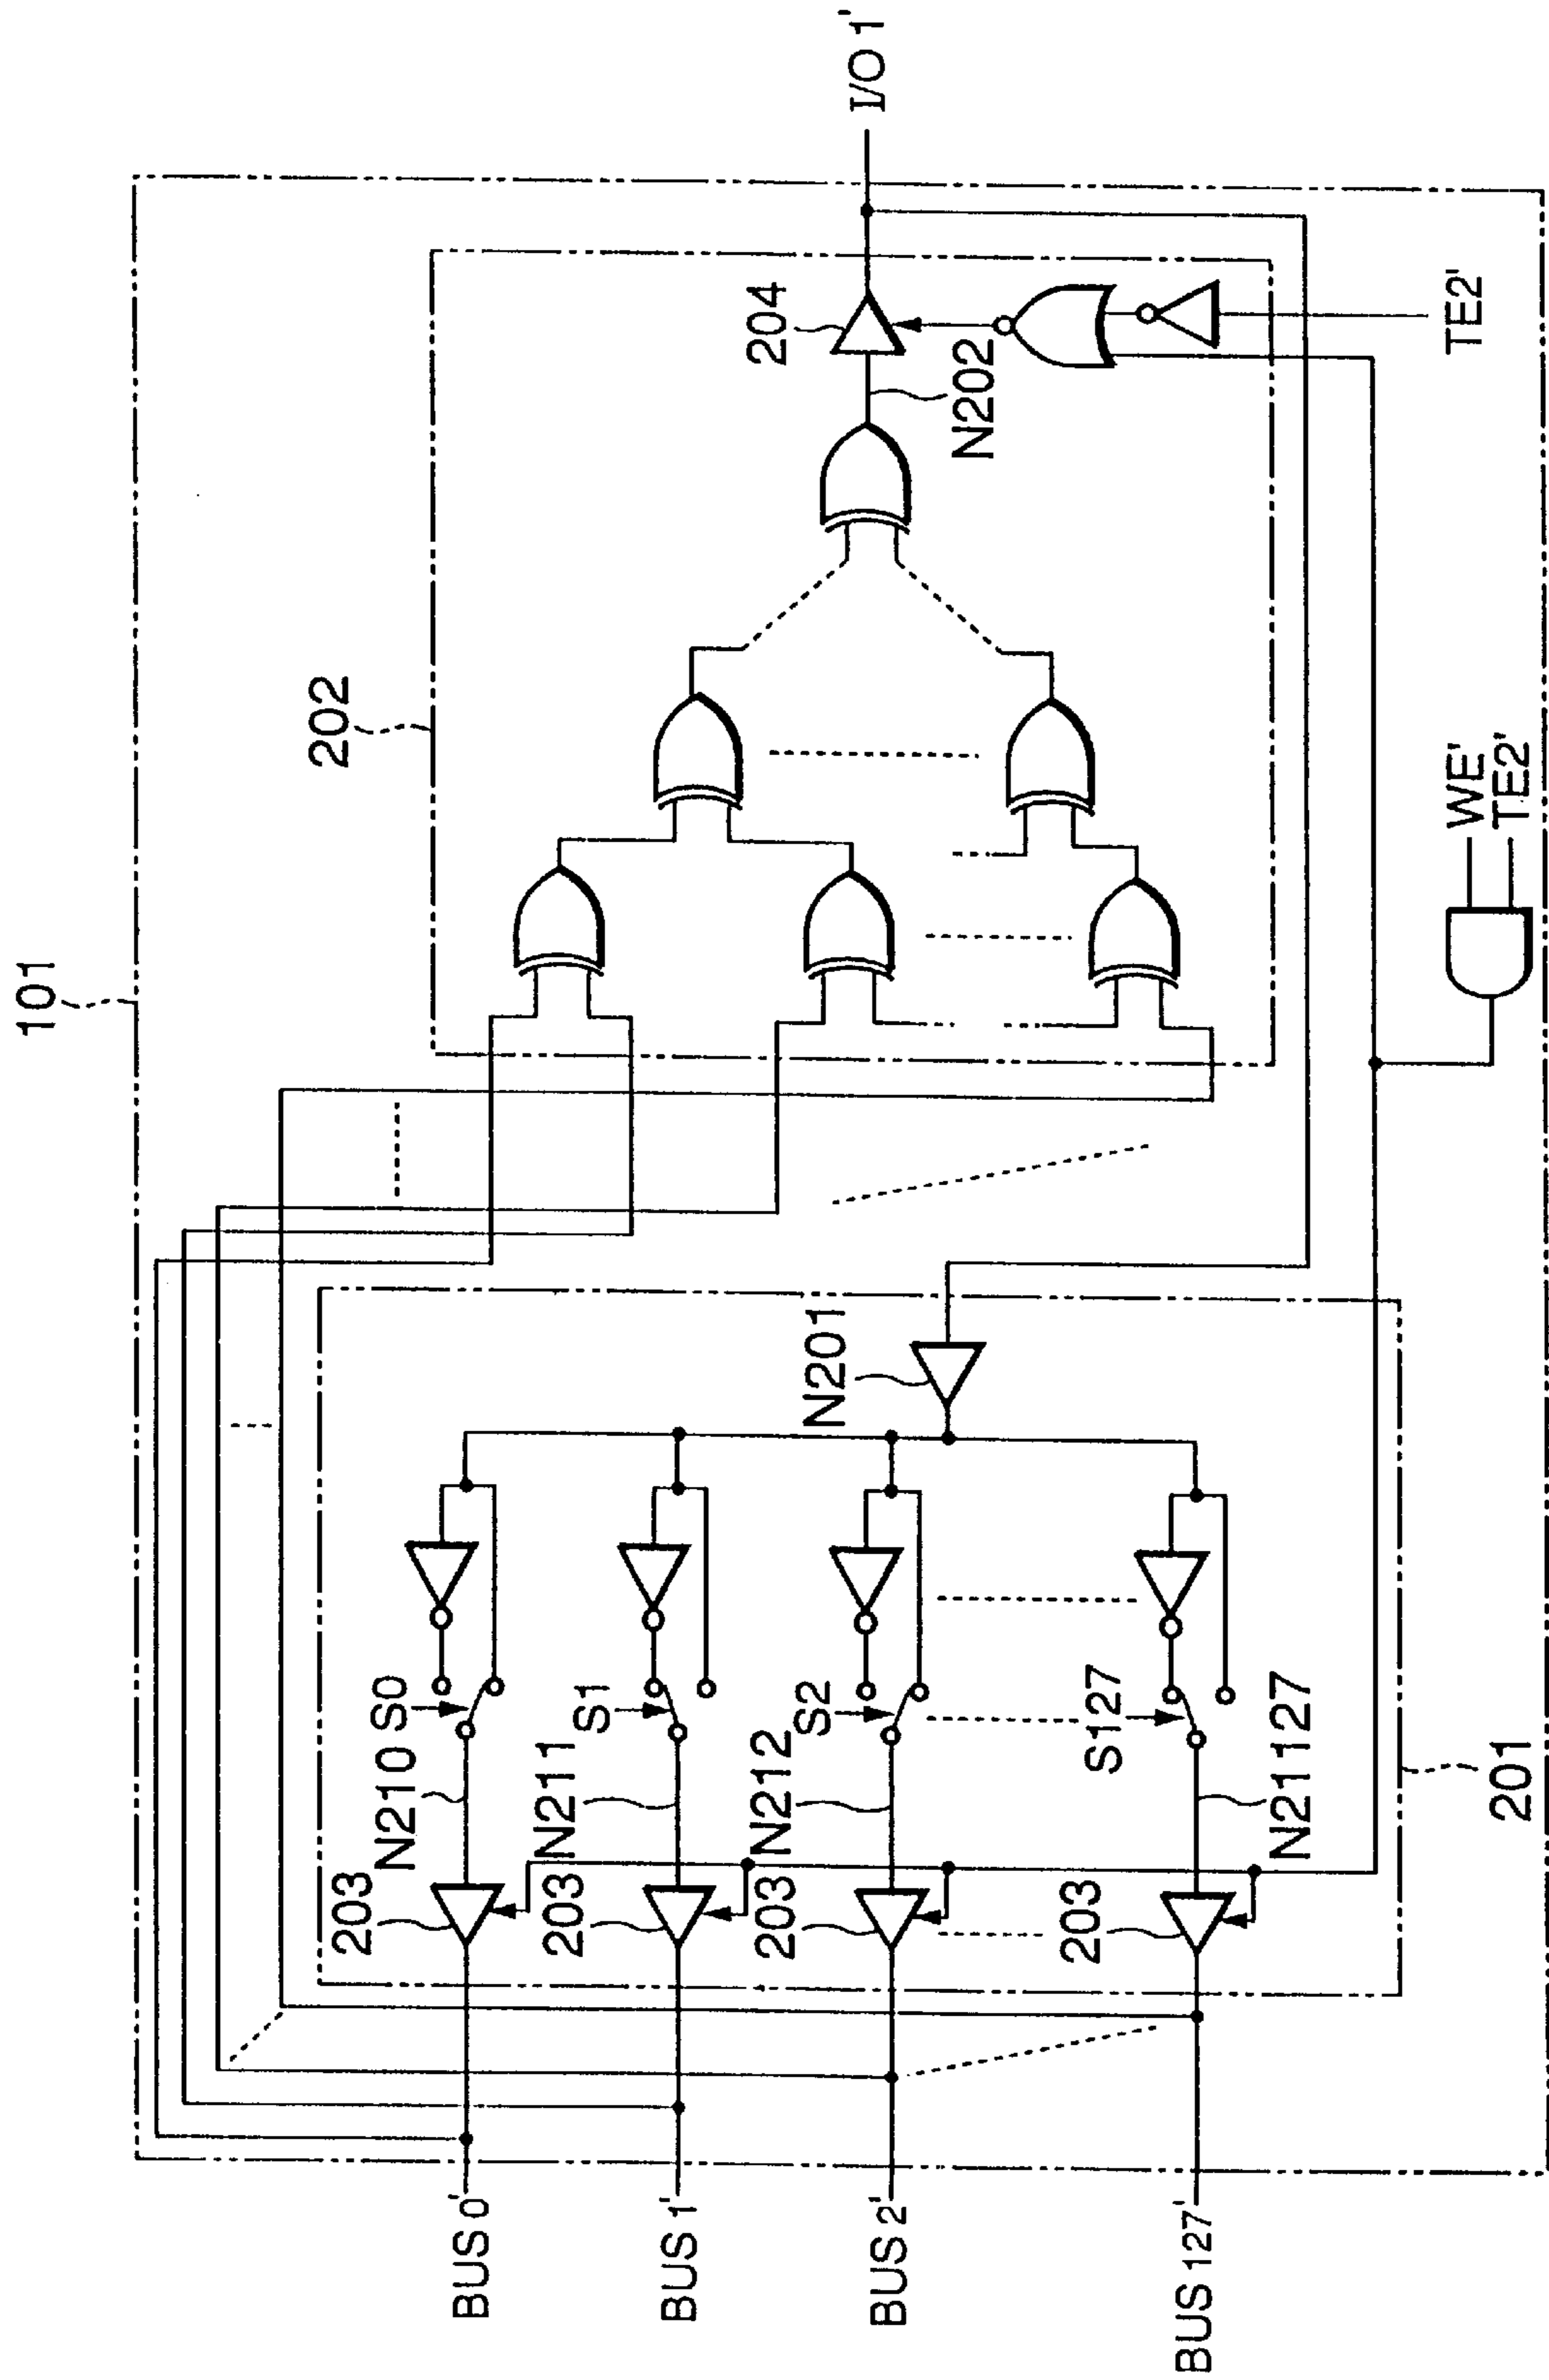 101
202
I/O 1'
204
N202
TE2'
WE'
TE2'
N201
S0
S1
S2
S127
N210
N211
N212
N21127
203
203
203
203
201
BUS 0'
BUS 1'
BUS 2'
BUS 127'